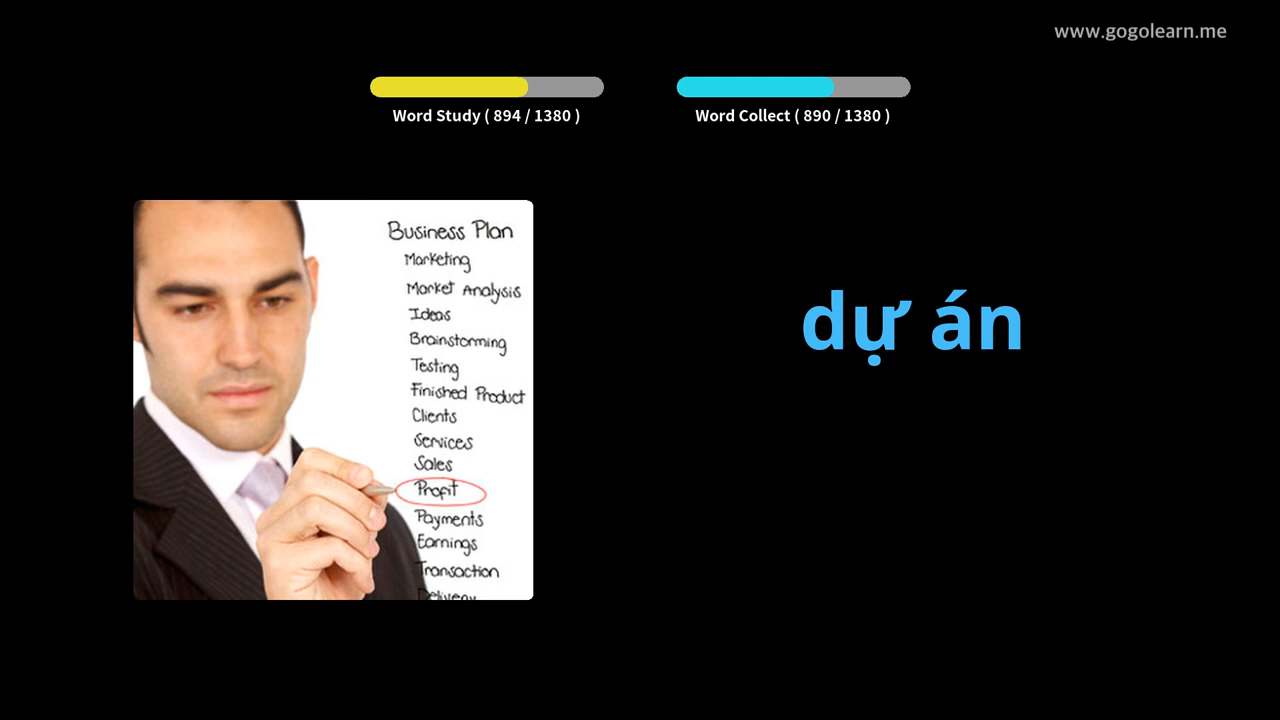 www.gogolearn.me
Word Study ( 894 / 1380 )
Word Collect ( 890 / 1380 )
Business Plan
Marketing
Market Analysis
Ideas
Brainstorming
Testing
Finished Product
Clients
Services
Sales
Profit
Payments
Earnings
Transaction
Delivery
dự án